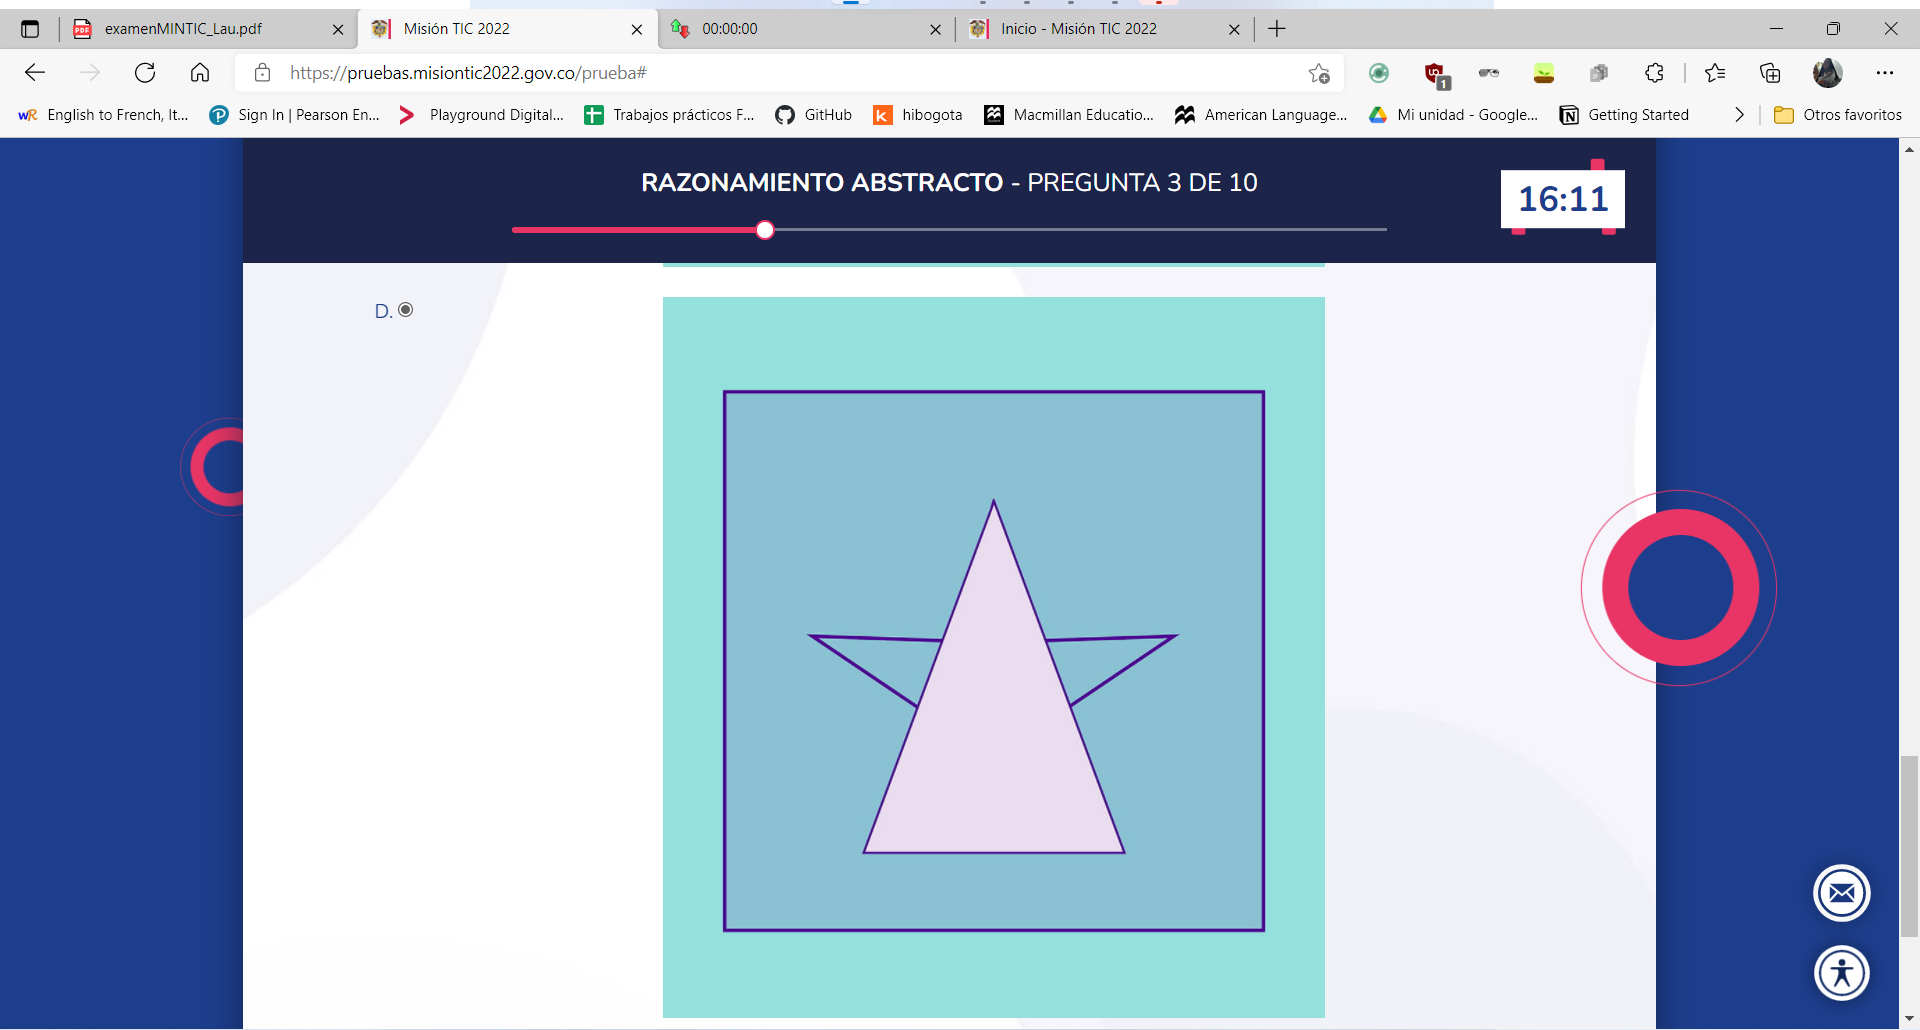 examenMINTIC_Lau.pdf
Misión TIC 2022
00:00:00
Inicio - Misión TIC 2022
https://pruebas.misiontic2022.gov.co/prueba#
1
English to French, It...
Sign In | Pearson En...
Playground Digital...
Trabajos prácticos F...
GitHub
hibogota
Macmillan Educatio...
American Language...
Mi unidad - Google...
Getting Started
Otros favoritos
RAZONAMIENTO ABSTRACTO - PREGUNTA 3 DE 10
16:11
D.